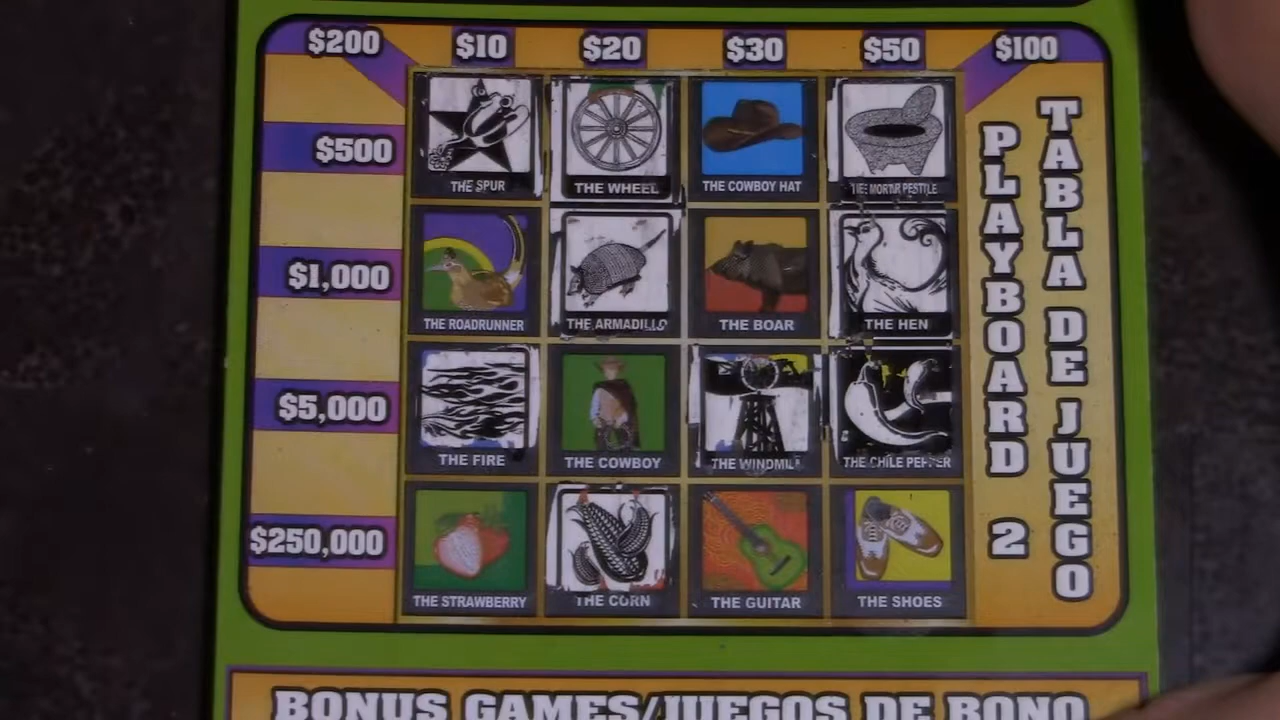 $200 $10 $20 $30 $50 $100
$500
$1,000
$5,000
$250,000
THE SPUR THE WHEEL THE COWBOY HAT THE MORTAR PESTILE
THE ROADRUNNER THE ARMADILLO THE BOAR THE HEN
THE FIRE THE COWBOY THE WINDMILL THE CHILE PEPPER
THE STRAWBERRY THE CORN THE GUITAR THE SHOES
PLAYBOARD 2
TABLA DE JUEGO
BONUS GAMES/JUEGOS DE BONO